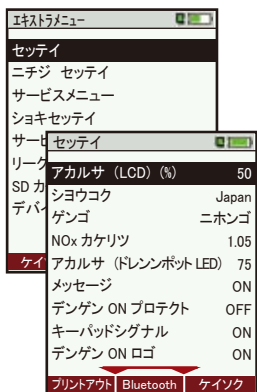 エキストラメニュー
セッテイ
ニチジ セッテイ
サービスメニュー
ショキセッテイ
サービ
リーク
SD カ
デバイ
ケイ
セッテイ
アカルサ (LCD) (%) 50
シヨウコク Japan
ゲンゴ ニホンゴ
NOx カケリツ 1.05
アカルサ (ドレンンポット LED) 75
メッセージ ON
デンゲン ON プロテクト OFF
キーパッドシグナル ON
デンゲン ON ロゴ ON
プリントアウト Bluetooth ケイソク